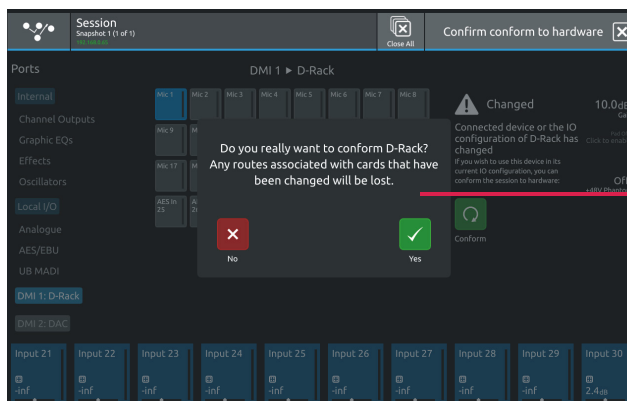 Session
Snapshot 1 (1 of 1)
Close All
Confirm conform to hardware
Ports
DMI 1 ► D-Rack
Internal
Channel Outputs
Graphic EQs
Effects
Oscillators
Local I/O
Analogue
AES/EBU
UB MADI
DMI 1: D-Rack
DMI 2: DAC
Mic 1
Mic 2
Mic 3
Mic 4
Mic 5
Mic 6
Mic 7
Mic 8
Mic 9
Mic 17
AES In
25
Changed
Connected device or the IO
configuration of D-Rack has
changed
If you wish to use this device in its
current IO configuration, you can
conform the session to hardware:
Conform
10.0dB
Click to enab
Off
+48V Phanto
Do you really want to conform D-Rack?
Any routes associated with cards that have
been changed will be lost.
No
Yes
Input 21
Input 22
Input 23
Input 24
Input 25
Input 26
Input 27
Input 28
Input 29
Input 30
-inf
-inf
-inf
-inf
-inf
-inf
-inf
-inf
-inf
2.4dB